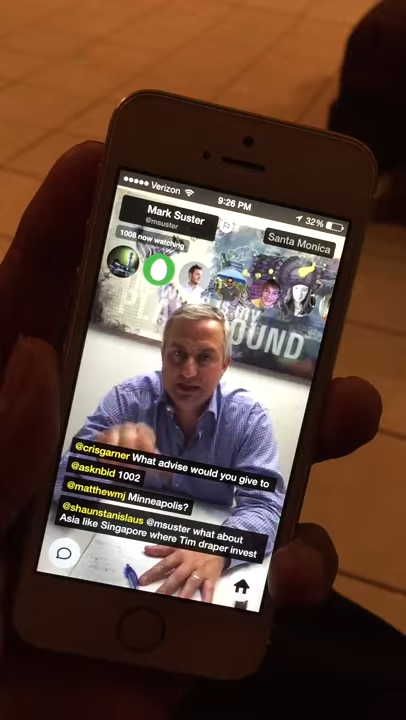 Verizon 9:26 PM 32%
Mark Suster
@msuster
Santa Monica
1008 now watching
PLAYGROUND
@crisgarner What advise would you give to
@asknbid 1002
@matthewmj Minneapolis?
@shaunstanislaus @msuster what about
Asia like Singapore where Tim draper invest